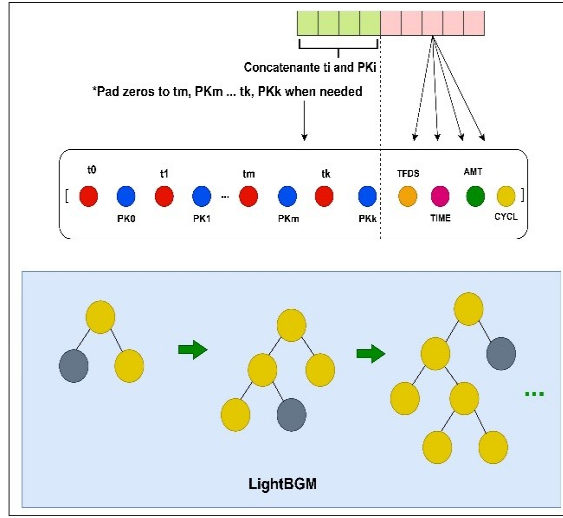 Concatenante ti and PKi
*Pad zeros to tm, PKm ... tk, PKk when needed
t0 t1 tm tk TFDS AMT
[ ... ]
PK0 PK1 PKm PKk TIME CYCL
...
LightBGM